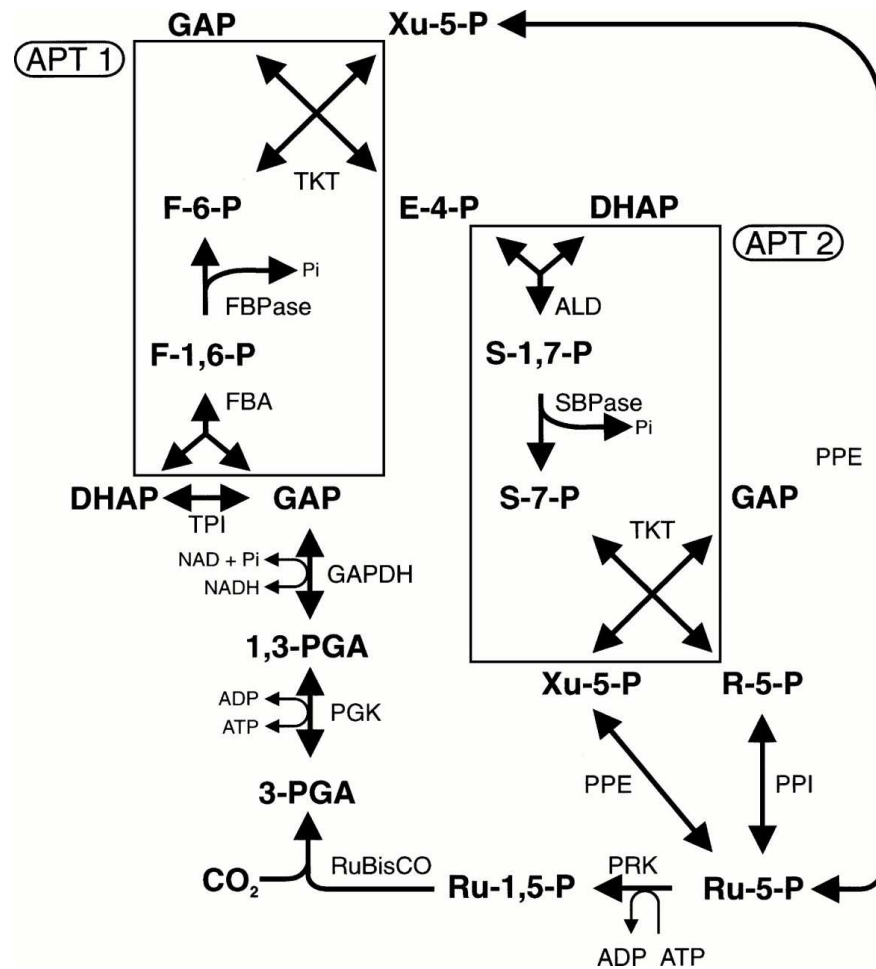 GAP Xu-5-P
APT 1
TKT
F-6-P E-4-P DHAP
APT 2
Pi
FBPase ALD
F-1,6-P S-1,7-P
FBA SBPase
Pi
PPE
DHAP GAP S-7-P GAP
TPI TKT
NAD + Pi
GAPDH
NADH
1,3-PGA
Xu-5-P R-5-P
ADP
PGK
ATP
PPE PPI
3-PGA
RuBisCO PRK
CO₂ Ru-1,5-P Ru-5-P
ADP ATP